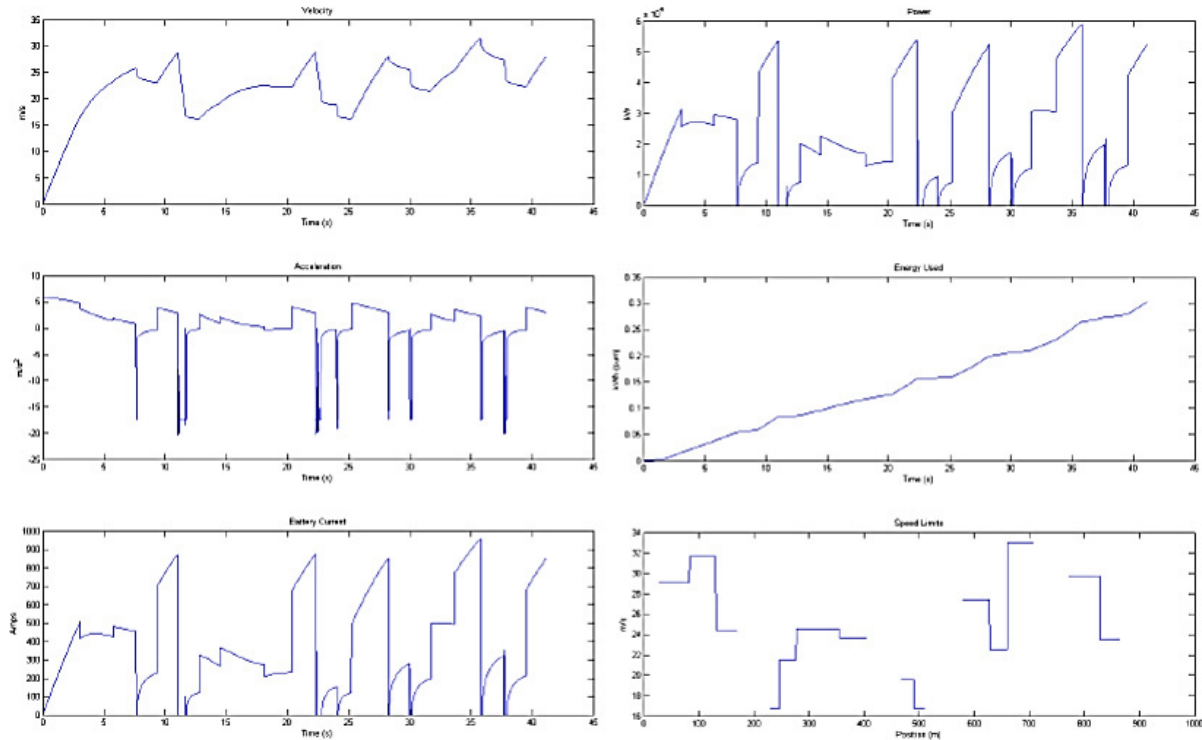 Velocity
35
30
25
20
15
10
5
0
m/s
0 5 10 15 20 25 30 35 40 45
Time (s)
Power
6
5
4
3
2
1
0
kW
0 5 10 15 20 25 30 35 40 45
Time (s)
Acceleration
10
5
0
-5
-10
-15
-20
-25
m/s²
0 5 10 15 20 25 30 35 40 45
Time (s)
Energy Used
0.35
0.3
0.25
0.2
0.15
0.1
0.05
0
kWh (sum)
0 5 10 15 20 25 30 35 40 45
Time (s)
Battery Current
1000
900
800
700
600
500
400
300
200
100
0
Amps
0 5 10 15 20 25 30 35 40 45
Time (s)
Speed Limits
34
32
30
28
26
24
22
20
18
16
m/s
0 100 200 300 400 500 600 700 800 900 1000
Position (m)